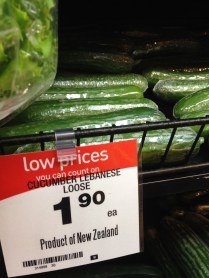 low prices
you can count on
CUCUMBER LEBANESE
LOOSE
1 90
ea
Product of New Zealand